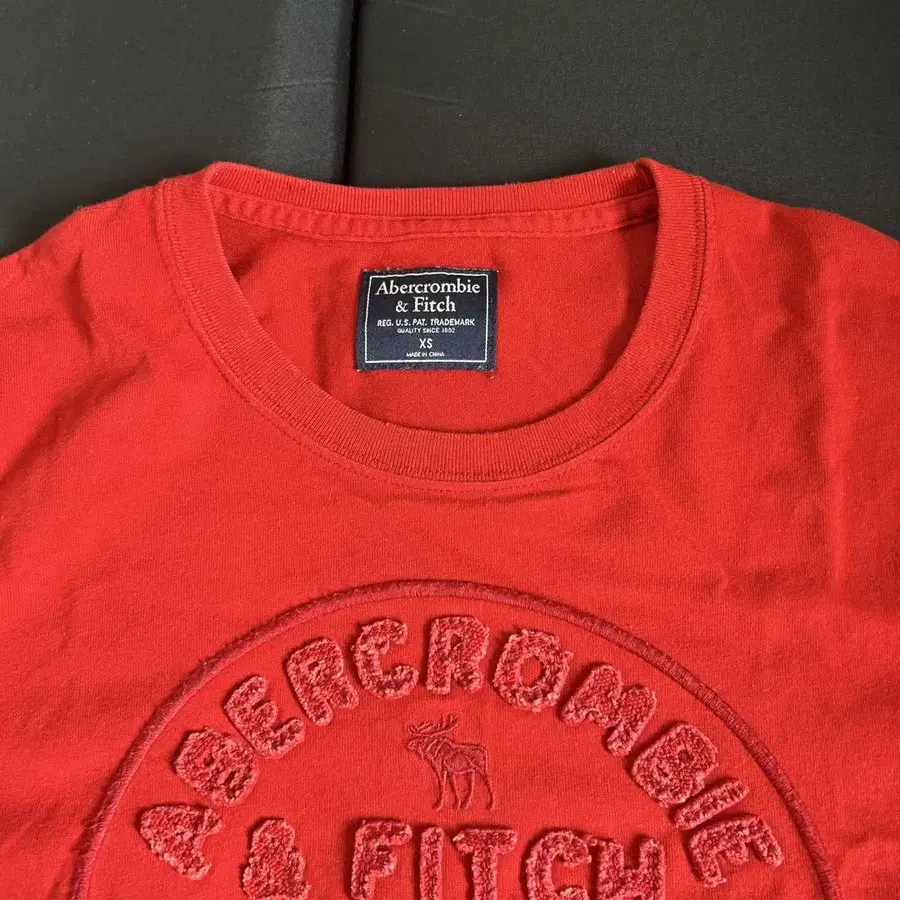 Abercrombie
& Fitch
REG. U.S. PAT. TRADEMARK
QUALITY SINCE 1892
XS
MADE IN CHINA
ABERCROMBIE
& FITCH